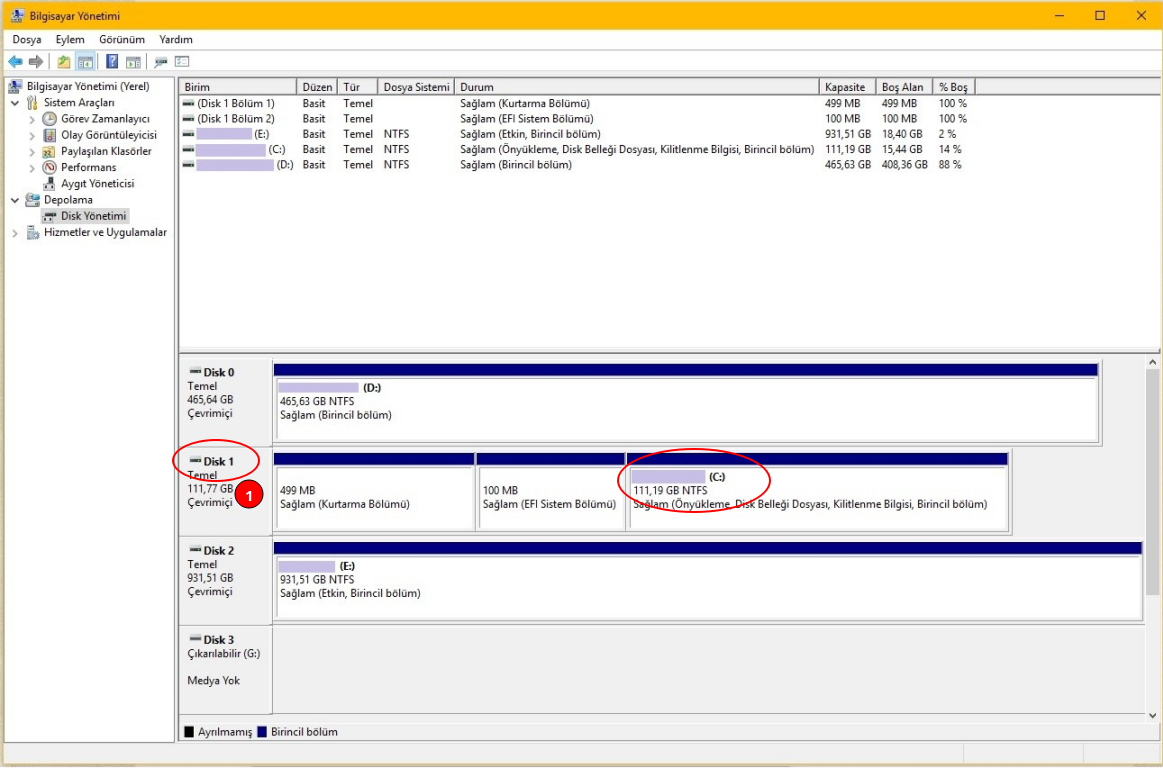 Bilgisayar Yönetimi
Dosya Eylem Görünüm Yardım
Bilgisayar Yönetimi (Yerel)
Sistem Araçları
Görev Zamanlayıcı
Olay Görüntüleyicisi
Paylaşılan Klasörler
Performans
Aygıt Yöneticisi
Depolama
Disk Yönetimi
Hizmetler ve Uygulamalar
Birim Düzen Tür Dosya Sistemi Durum Kapasite Boş Alan % Boş
(Disk 1 Bölüm 1) Basit Temel Sağlam (Kurtarma Bölümü) 499 MB 499 MB 100 %
(Disk 1 Bölüm 2) Basit Temel Sağlam (EFI Sistem Bölümü) 100 MB 100 MB 100 %
(E:) Basit Temel NTFS Sağlam (Etkin, Birincil bölüm) 931,51 GB 18,40 GB 2 %
(C:) Basit Temel NTFS Sağlam (Önyükleme, Disk Belleği Dosyası, Kilitlenme Bilgisi, Birincil bölüm) 111,19 GB 15,44 GB 14 %
(D:) Basit Temel NTFS Sağlam (Birincil bölüm) 465,63 GB 408,36 GB 88 %
Disk 0
Temel
465,64 GB
Çevrimiçi
(D:)
465,63 GB NTFS
Sağlam (Birincil bölüm)
Disk 1
Temel
111,77 GB
Çevrimiçi
1
499 MB
Sağlam (Kurtarma Bölümü)
100 MB
Sağlam (EFI Sistem Bölümü)
(C:)
111,19 GB NTFS
Sağlam (Önyükleme, Disk Belleği Dosyası, Kilitlenme Bilgisi, Birincil bölüm)
Disk 2
Temel
931,51 GB
Çevrimiçi
(E:)
931,51 GB NTFS
Sağlam (Etkin, Birincil bölüm)
Disk 3
Çıkarılabilir (G:)
Medya Yok
Ayrılmamış Birincil bölüm